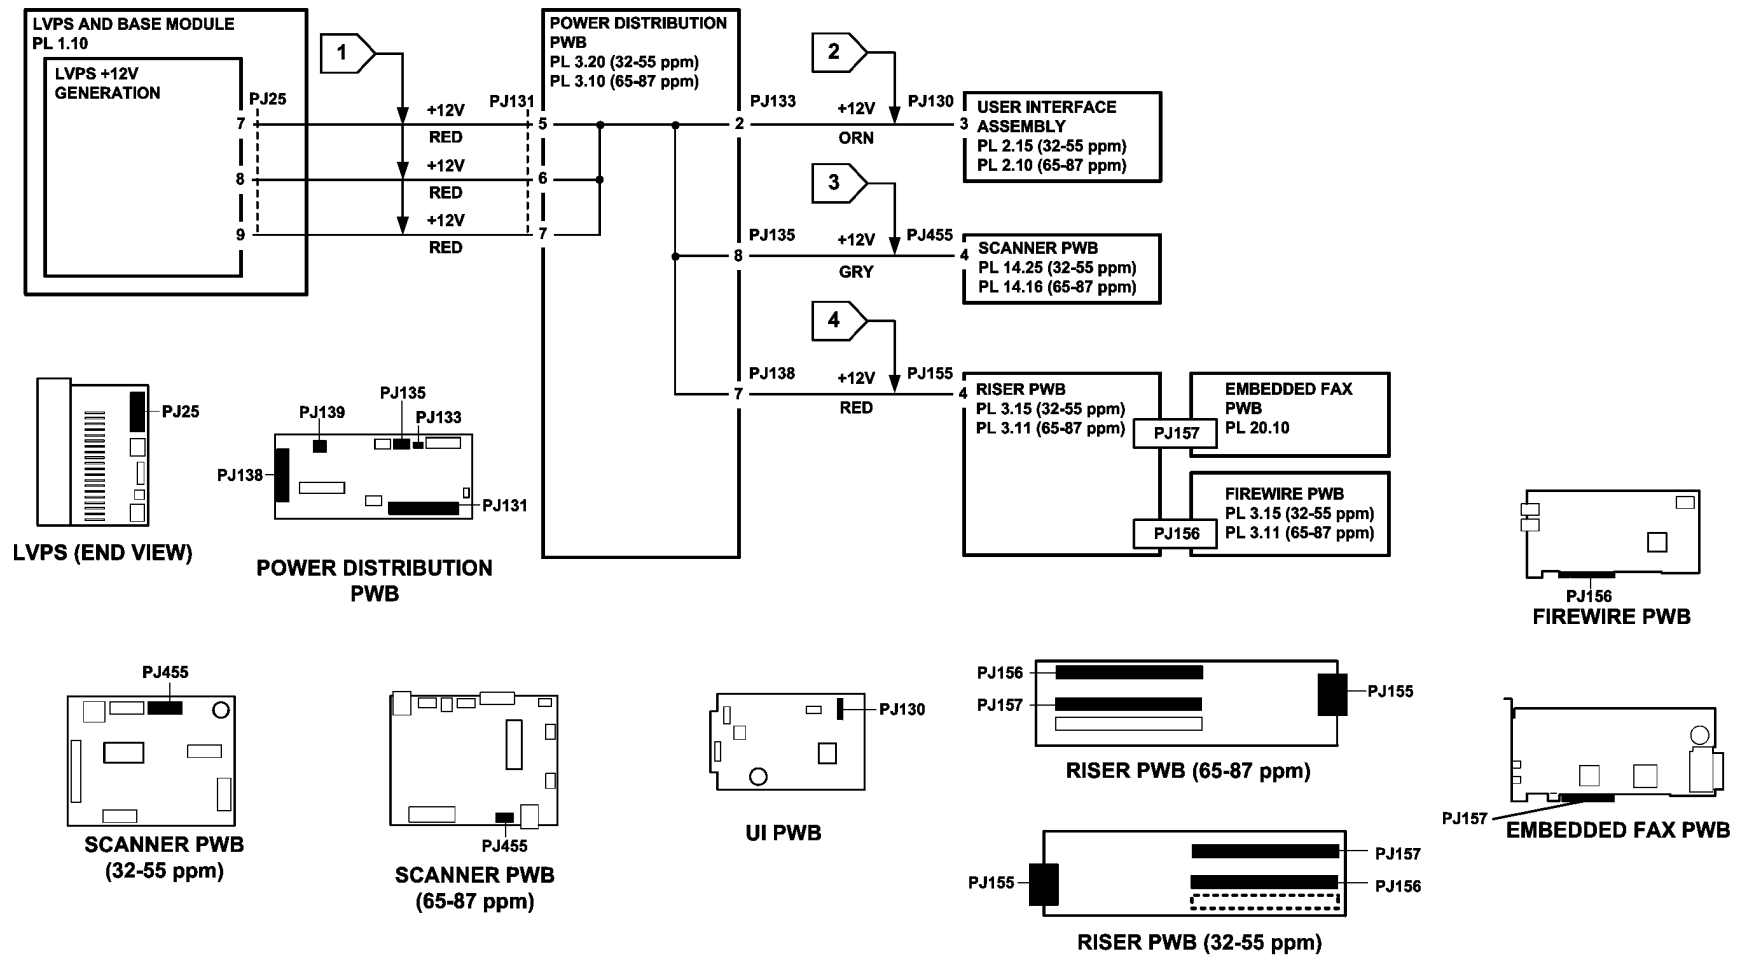 LVPS AND BASE MODULE
PL 1.10
LVPS +12V
GENERATION
PJ25
7
8
9
1
+12V
RED
+12V
RED
+12V
RED
PJ131
5
6
7
POWER DISTRIBUTION
PWB
PL 3.20 (32-55 ppm)
PL 3.10 (65-87 ppm)
PJ133
2
2
+12V
ORN
PJ130
3
USER INTERFACE
ASSEMBLY
PL 2.15 (32-55 ppm)
PL 2.10 (65-87 ppm)
3
PJ135
8
+12V
GRY
PJ455
4
SCANNER PWB
PL 14.25 (32-55 ppm)
PL 14.16 (65-87 ppm)
4
PJ138
7
+12V
RED
PJ155
4
RISER PWB
PL 3.15 (32-55 ppm)
PL 3.11 (65-87 ppm)
PJ157
EMBEDDED FAX
PWB
PL 20.10
PJ156
FIREWIRE PWB
PL 3.15 (32-55 ppm)
PL 3.11 (65-87 ppm)
PJ25
LVPS (END VIEW)
PJ135
PJ139
PJ133
PJ138
PJ131
POWER DISTRIBUTION
PWB
PJ156
FIREWIRE PWB
PJ455
SCANNER PWB
(32-55 ppm)
PJ455
SCANNER PWB
(65-87 ppm)
PJ130
UI PWB
PJ156
PJ157
PJ155
RISER PWB (65-87 ppm)
PJ157
EMBEDDED FAX PWB
PJ155
PJ157
PJ156
RISER PWB (32-55 ppm)